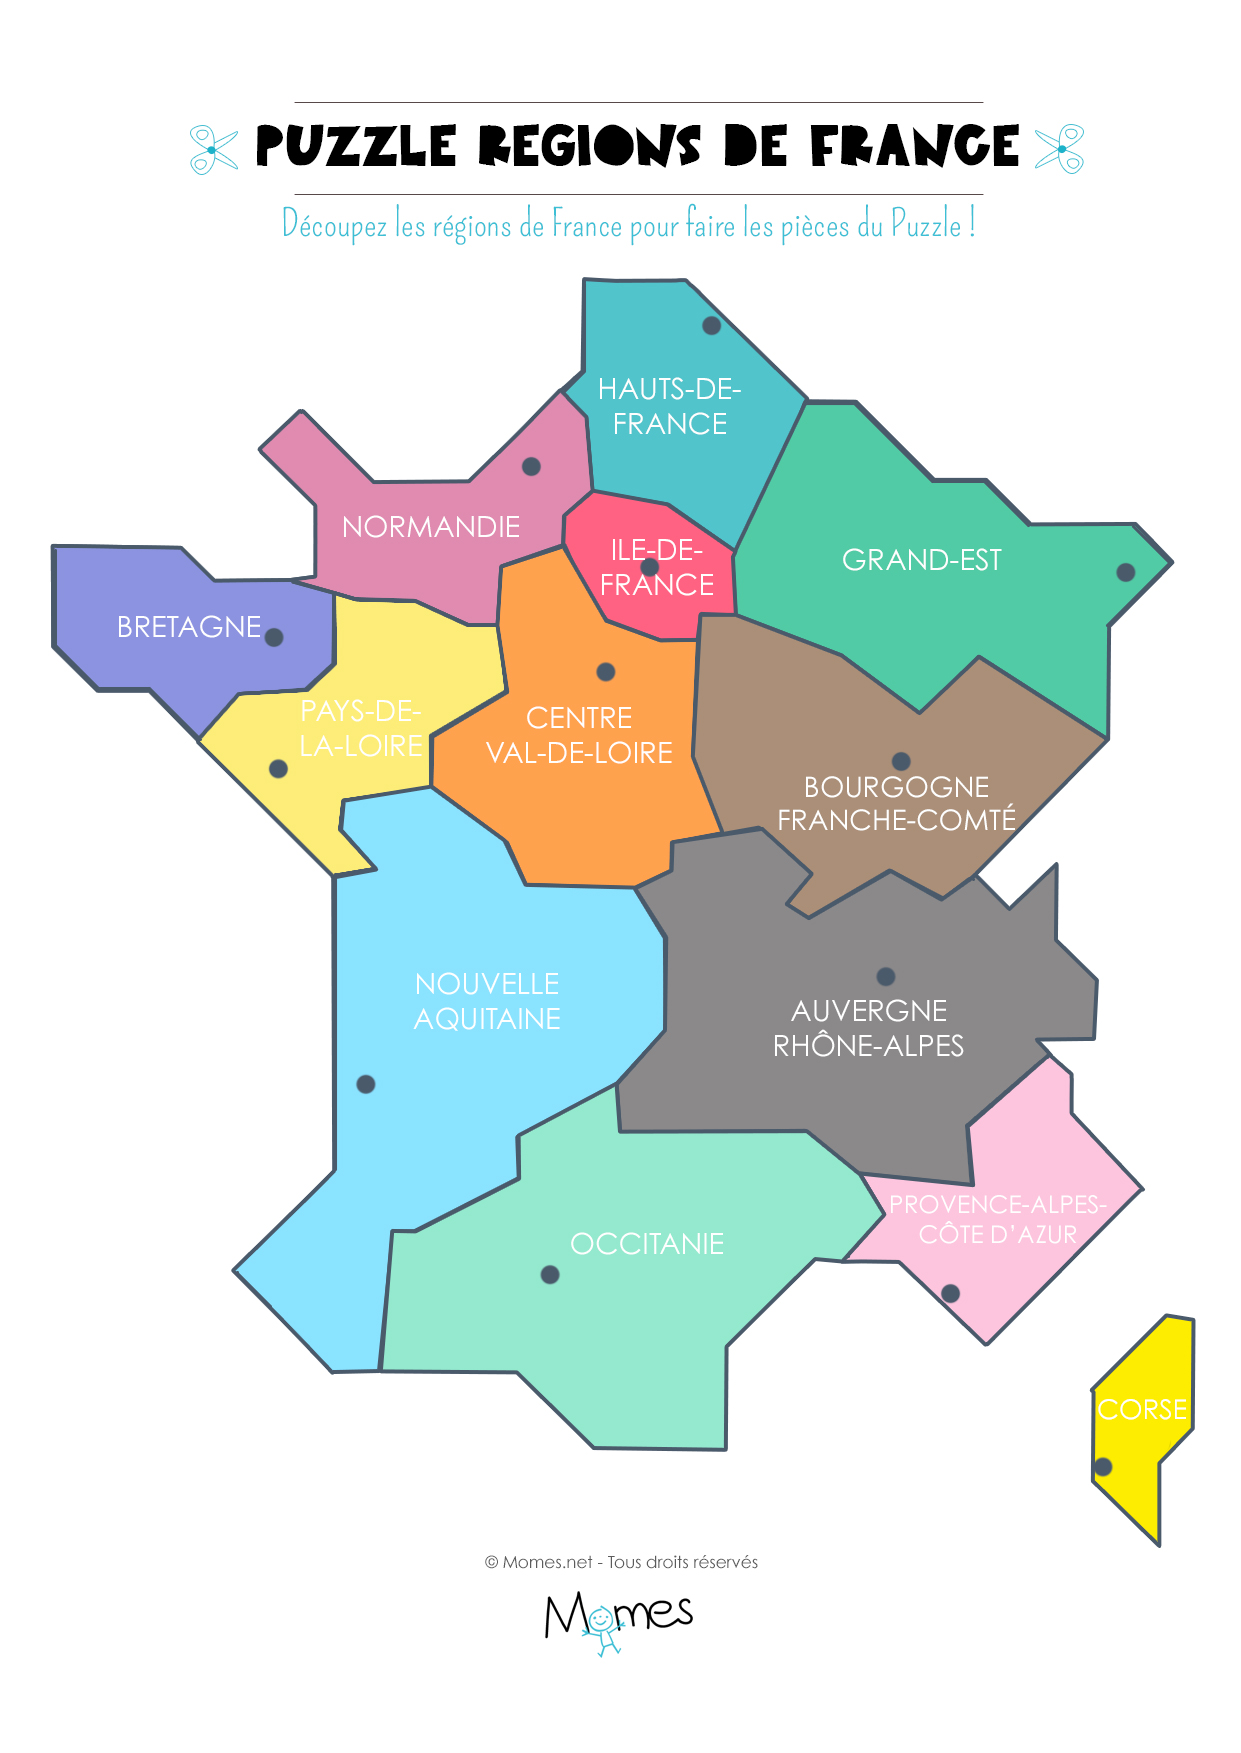 PUZZLE REGIONS DE FRANCE
Découpez les régions de France pour faire les pièces du Puzzle !
HAUTS-DE-
FRANCE
NORMANDIE
ILE-DE-
FRANCE
GRAND-EST
BRETAGNE
PAYS-DE-
LA-LOIRE
CENTRE
VAL-DE-LOIRE
BOURGOGNE
FRANCHE-COMTÉ
NOUVELLE
AQUITAINE
AUVERGNE
RHÔNE-ALPES
PROVENCE-ALPES-
CÔTE D'AZUR
OCCITANIE
CORSE
© Momes.net - Tous droits réservés
Momes